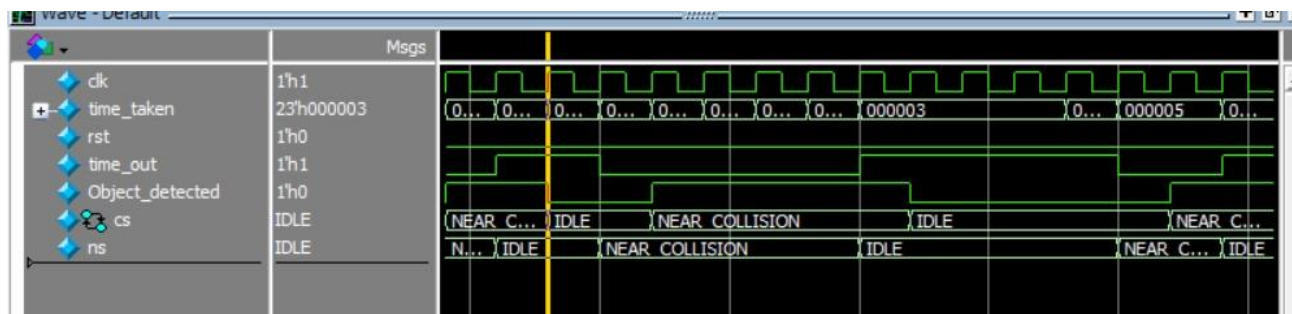 Wave - Default
Msgs
clk 1'h1
time_taken 23'h000003 0... 0... 0... 0... 0... 0... 0... 0... 000003 0... 000005 0...
rst 1'h0
time_out 1'h1
Object_detected 1'h0
cs IDLE NEAR C... IDLE NEAR COLLISION IDLE NEAR C...
ns IDLE N... IDLE NEAR COLLISION IDLE NEAR C... IDLE